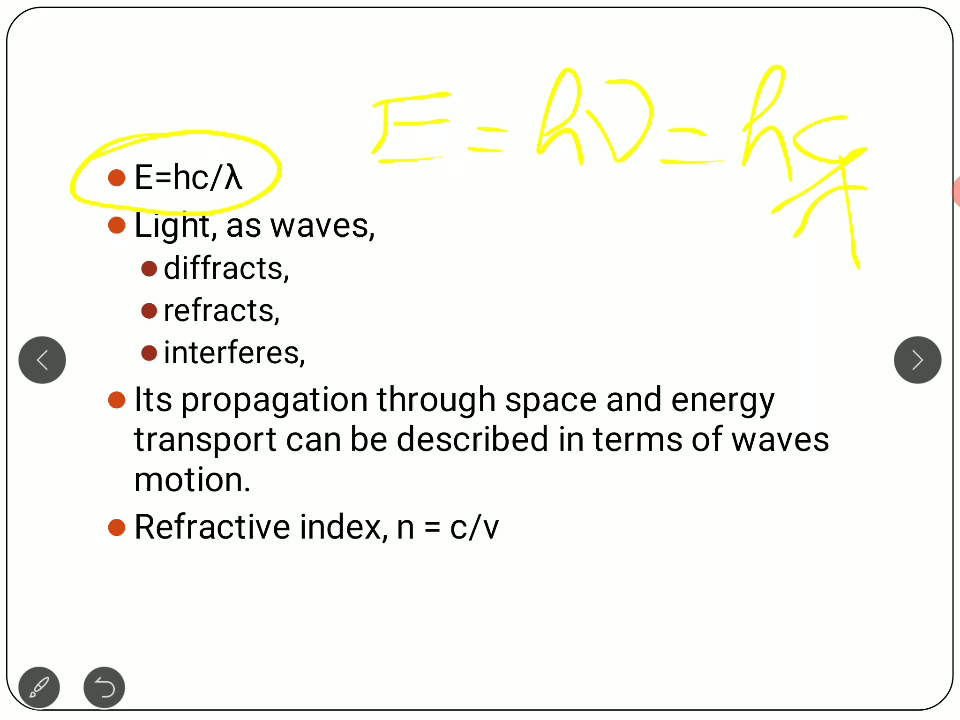 E = hν = hc/λ
E=hc/λ
Light, as waves,
diffracts,
refracts,
interferes,
Its propagation through space and energy
transport can be described in terms of waves
motion.
Refractive index, n = c/v